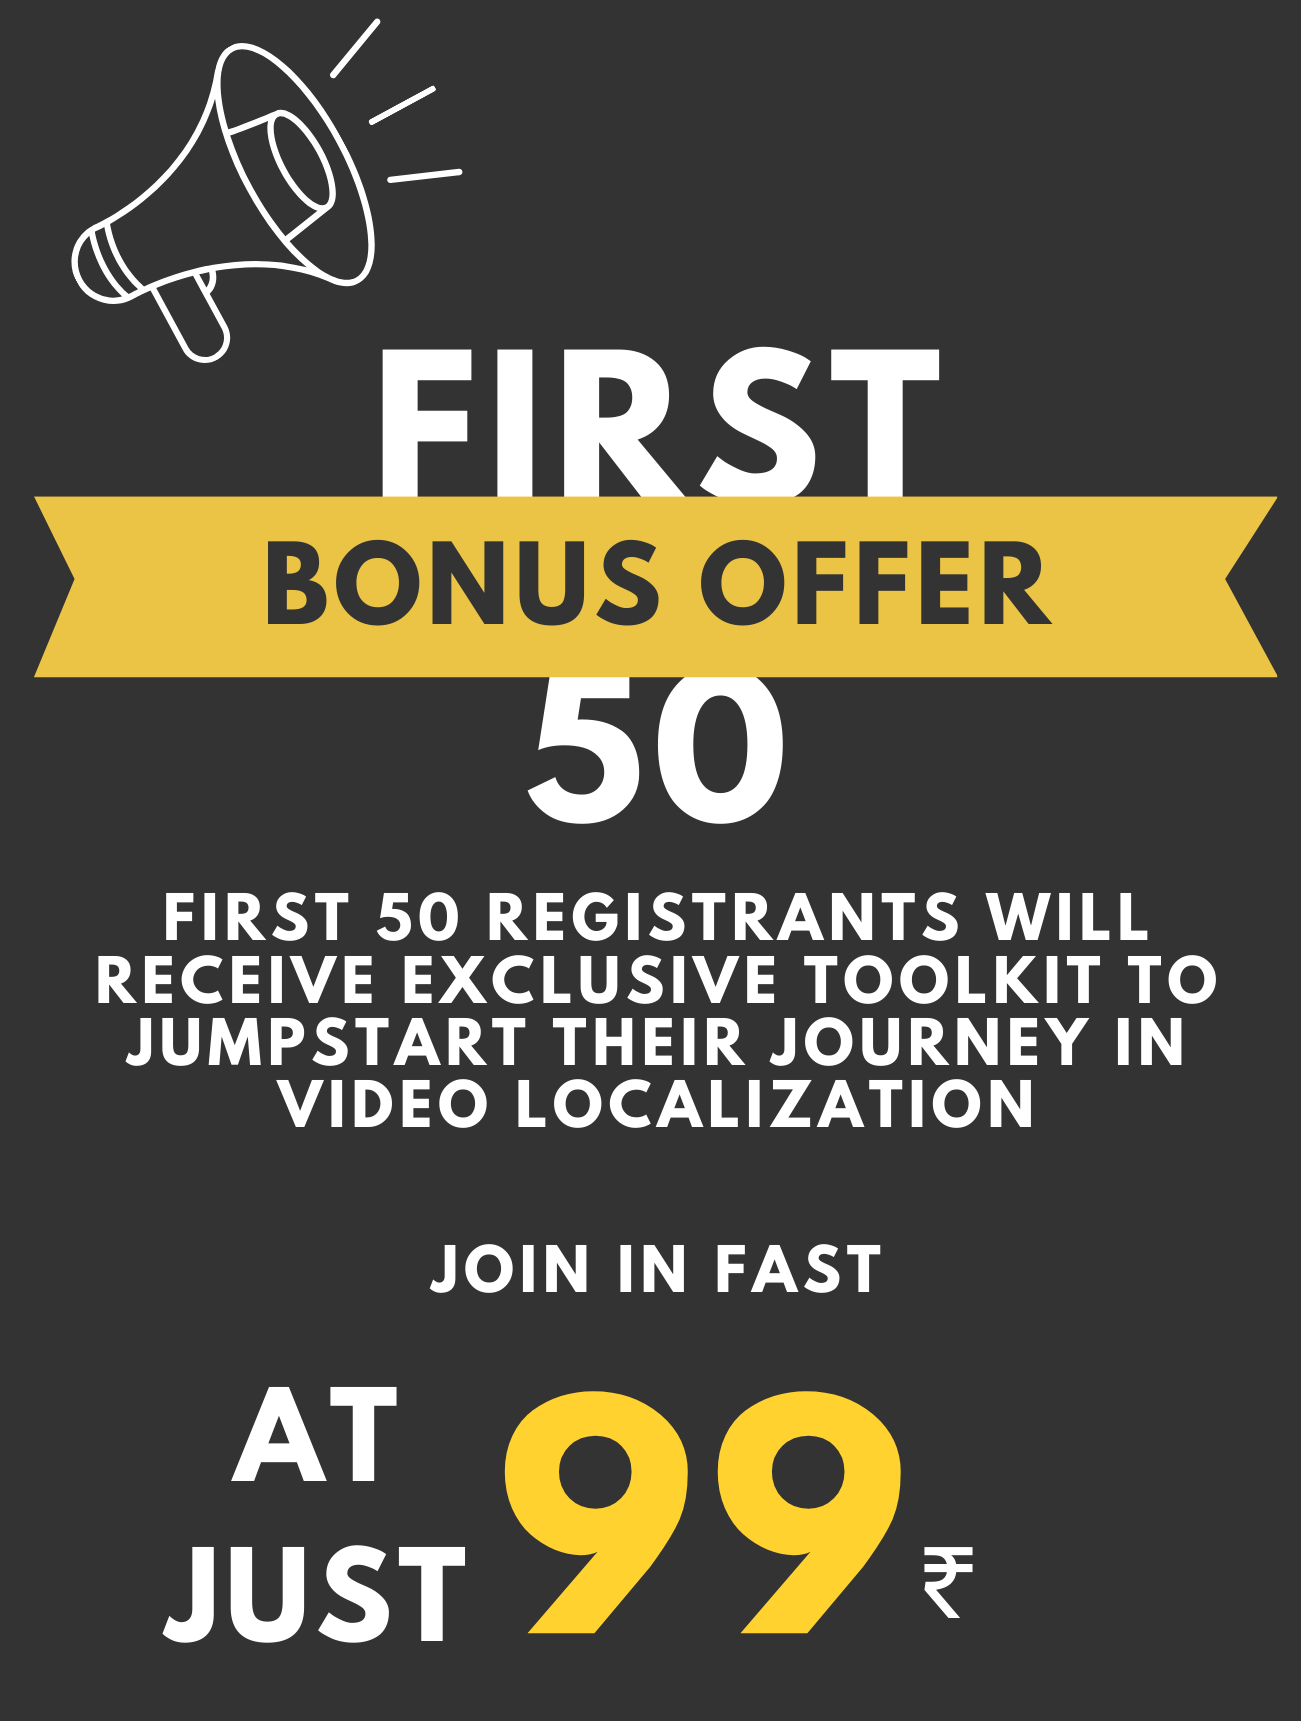 FIRST
BONUS OFFER
50
FIRST 50 REGISTRANTS WILL
RECEIVE EXCLUSIVE TOOLKIT TO
JUMPSTART THEIR JOURNEY IN
VIDEO LOCALIZATION
JOIN IN FAST
AT
JUST 99 ₹